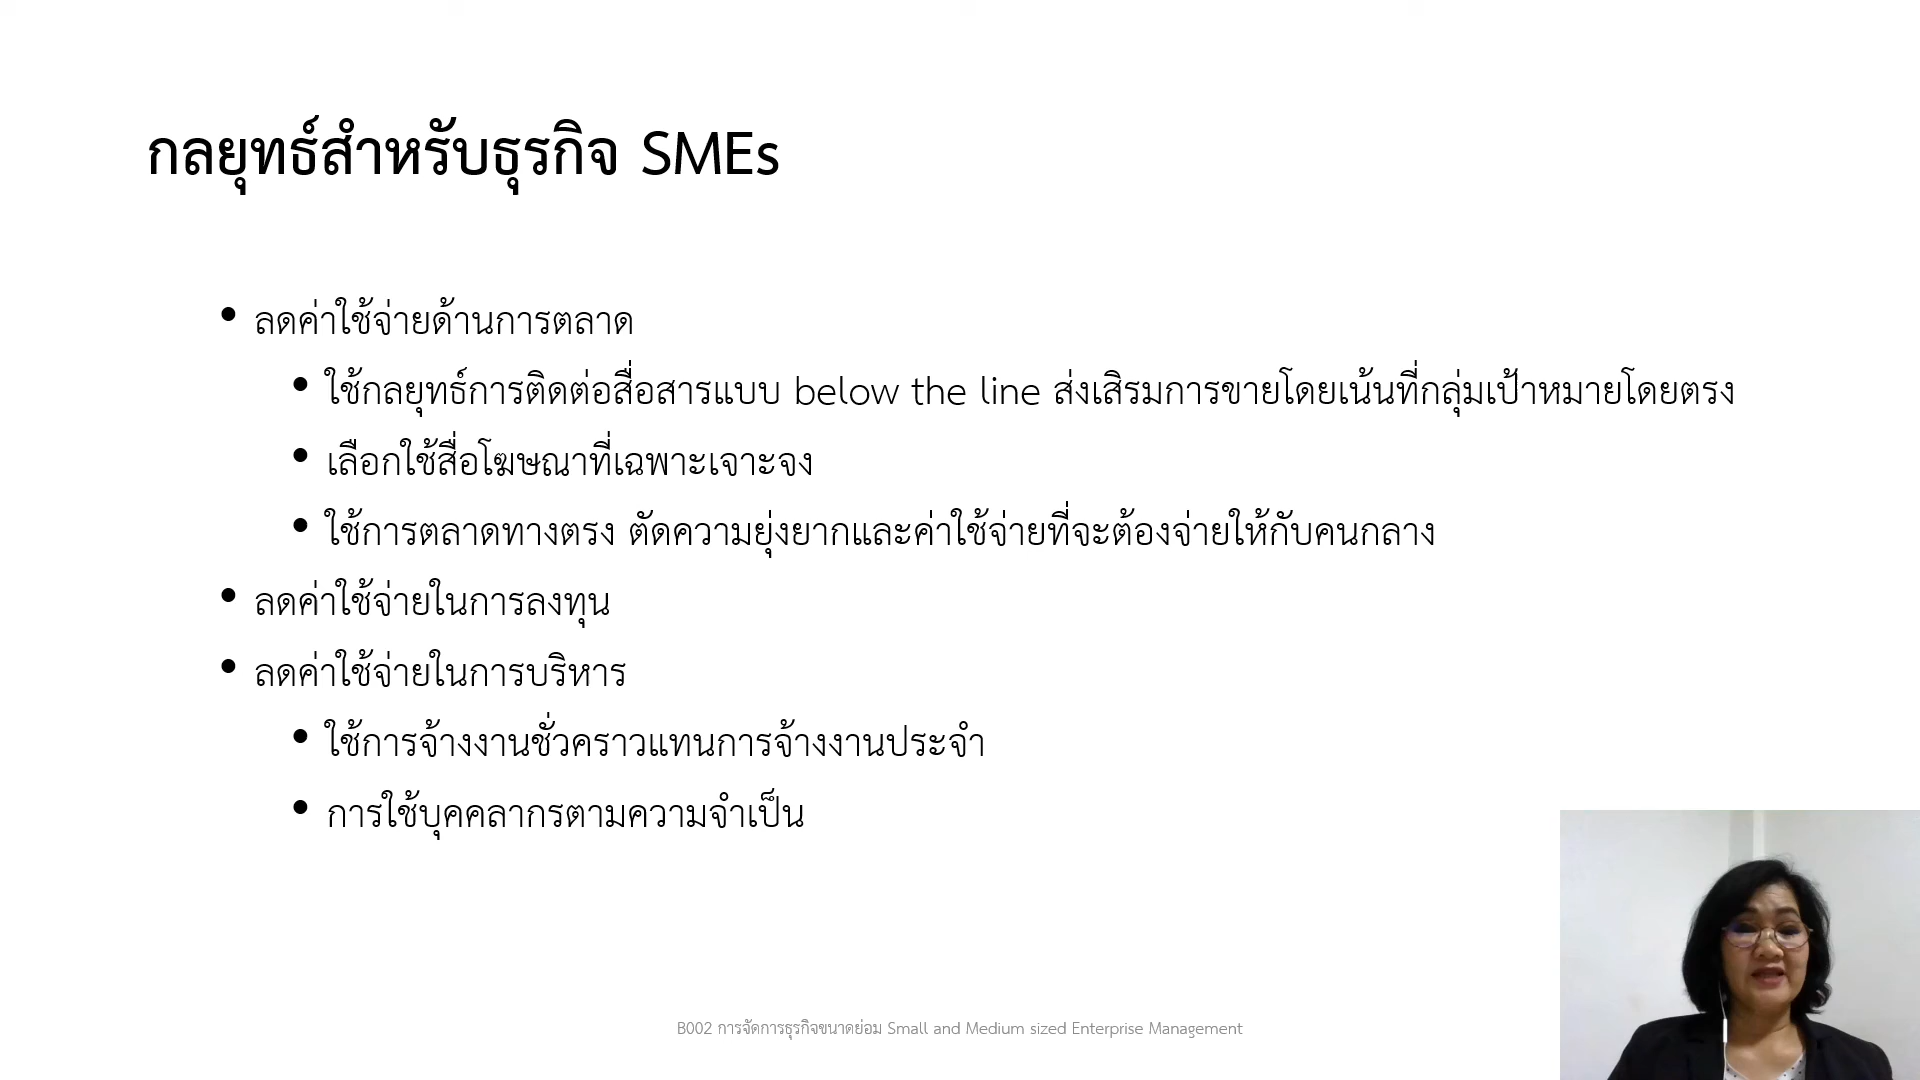 กลยุทธ์สำหรับธุรกิจ SMEs
• ลดค่าใช้จ่ายด้านการตลาด
• ใช้กลยุทธ์การติดต่อสื่อสารแบบ below the line ส่งเสิรมการขายโดยเน้นที่กลุ่มเป้าหมายโดยตรง
• เลือกใช้สื่อโฆษณาที่เฉพาะเจาะจง
• ใช้การตลาดทางตรง ตัดความยุ่งยากและค่าใช้จ่ายที่จะต้องจ่ายให้กับคนกลาง
• ลดค่าใช้จ่ายในการลงทุน
• ลดค่าใช้จ่ายในการบริหาร
• ใช้การจ้างงานชั่วคราวแทนการจ้างงานประจำ
• การใช้บุคคลากรตามความจำเป็น
B002 การจัดการธุรกิจขนาดย่อม Small and Medium sized Enterprise Management